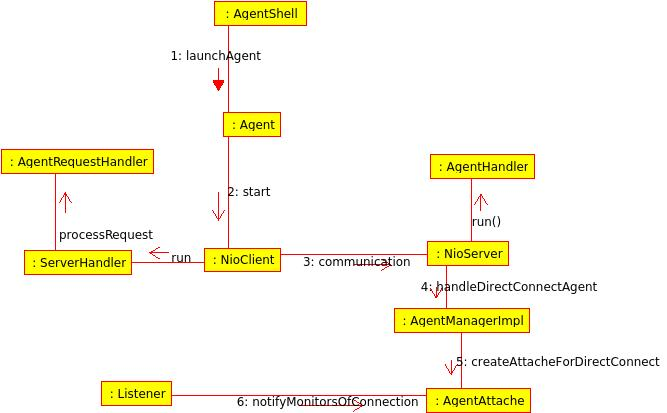 : AgentShell
1: launchAgent
: Agent
: AgentRequestHandler
: AgentHandler
2: start
run()
processRequest
run
: ServerHandler
: NioClient
3: communication
: NioServer
4: handleDirectConnectAgent
: AgentManagerImpl
5: createAttacheForDirectConnect
: Listener
6: notifyMonitorsOfConnection
: AgentAttache